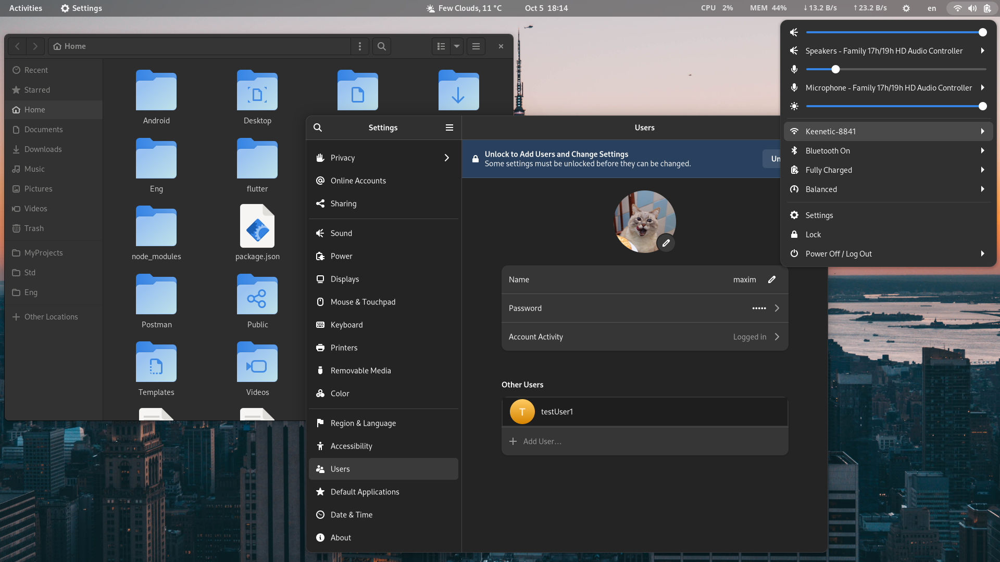 Activities
Settings
Few Clouds, 11 °C
Oct 5 18:14
CPU 2%
MEM 44%
↓13.2 B/s
↑23.2 B/s
en
Home
Recent
Starred
Home
Documents
Downloads
Music
Pictures
Videos
Trash
MyProjects
Std
Eng
Other Locations
Android
Desktop
Eng
flutter
node_modules
package.json
Postman
Public
Templates
Videos
Settings
Privacy
Online Accounts
Sharing
Sound
Power
Displays
Mouse & Touchpad
Keyboard
Printers
Removable Media
Color
Region & Language
Accessibility
Users
Default Applications
Date & Time
About
Users
Unlock to Add Users and Change Settings
Some settings must be unlocked before they can be changed.
Un
Name
maxim
Password
•••••
Account Activity
Logged in
Other Users
T
testUser1
Add User…
Speakers - Family 17h/19h HD Audio Controller
Microphone - Family 17h/19h HD Audio Controller
Keenetic-8841
Bluetooth On
Fully Charged
Balanced
Settings
Lock
Power Off / Log Out